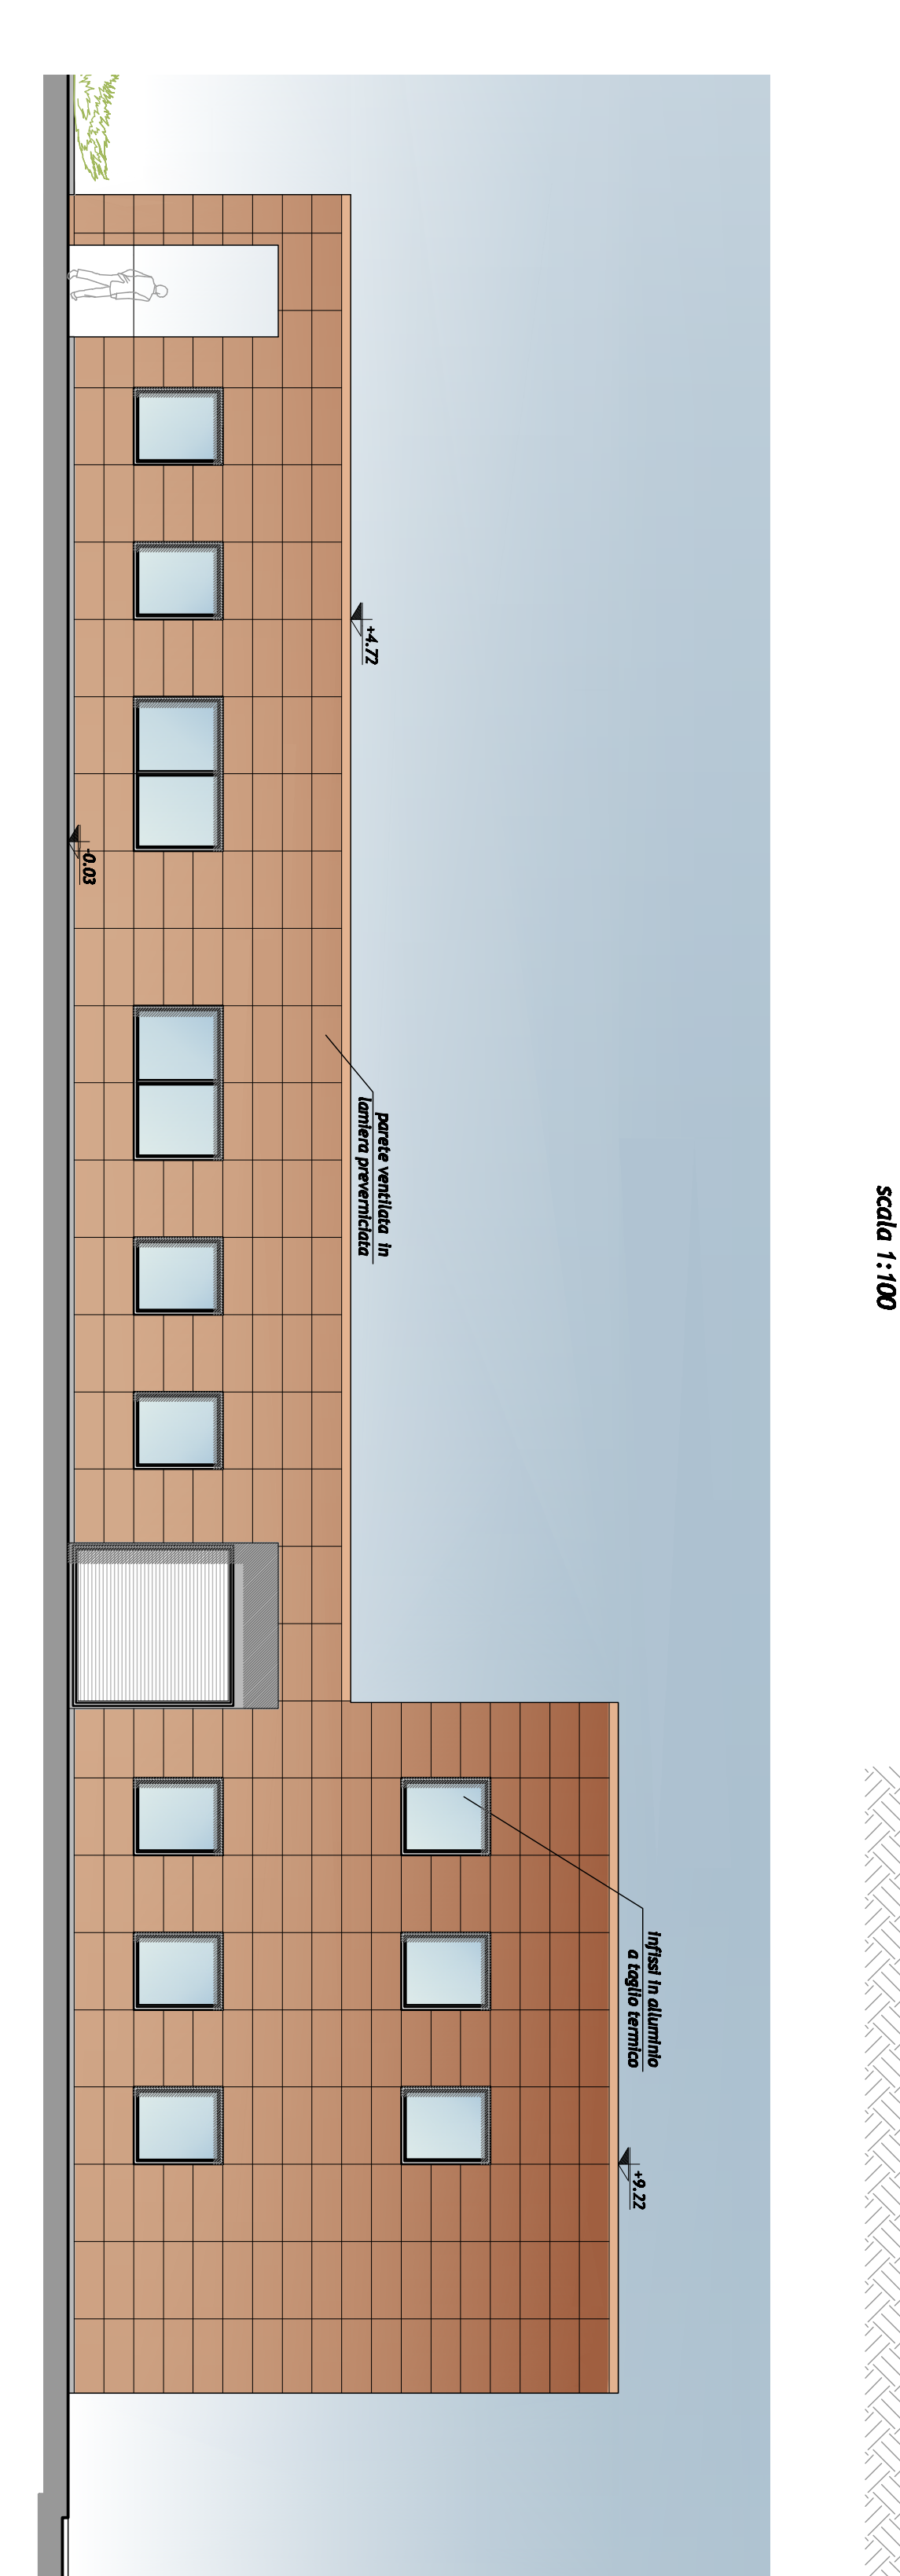 scala 1:100
infissi in alluminio
a taglio termico
+9.22
parete ventilata in
lamiera preverniciata
+4.72
-0.03